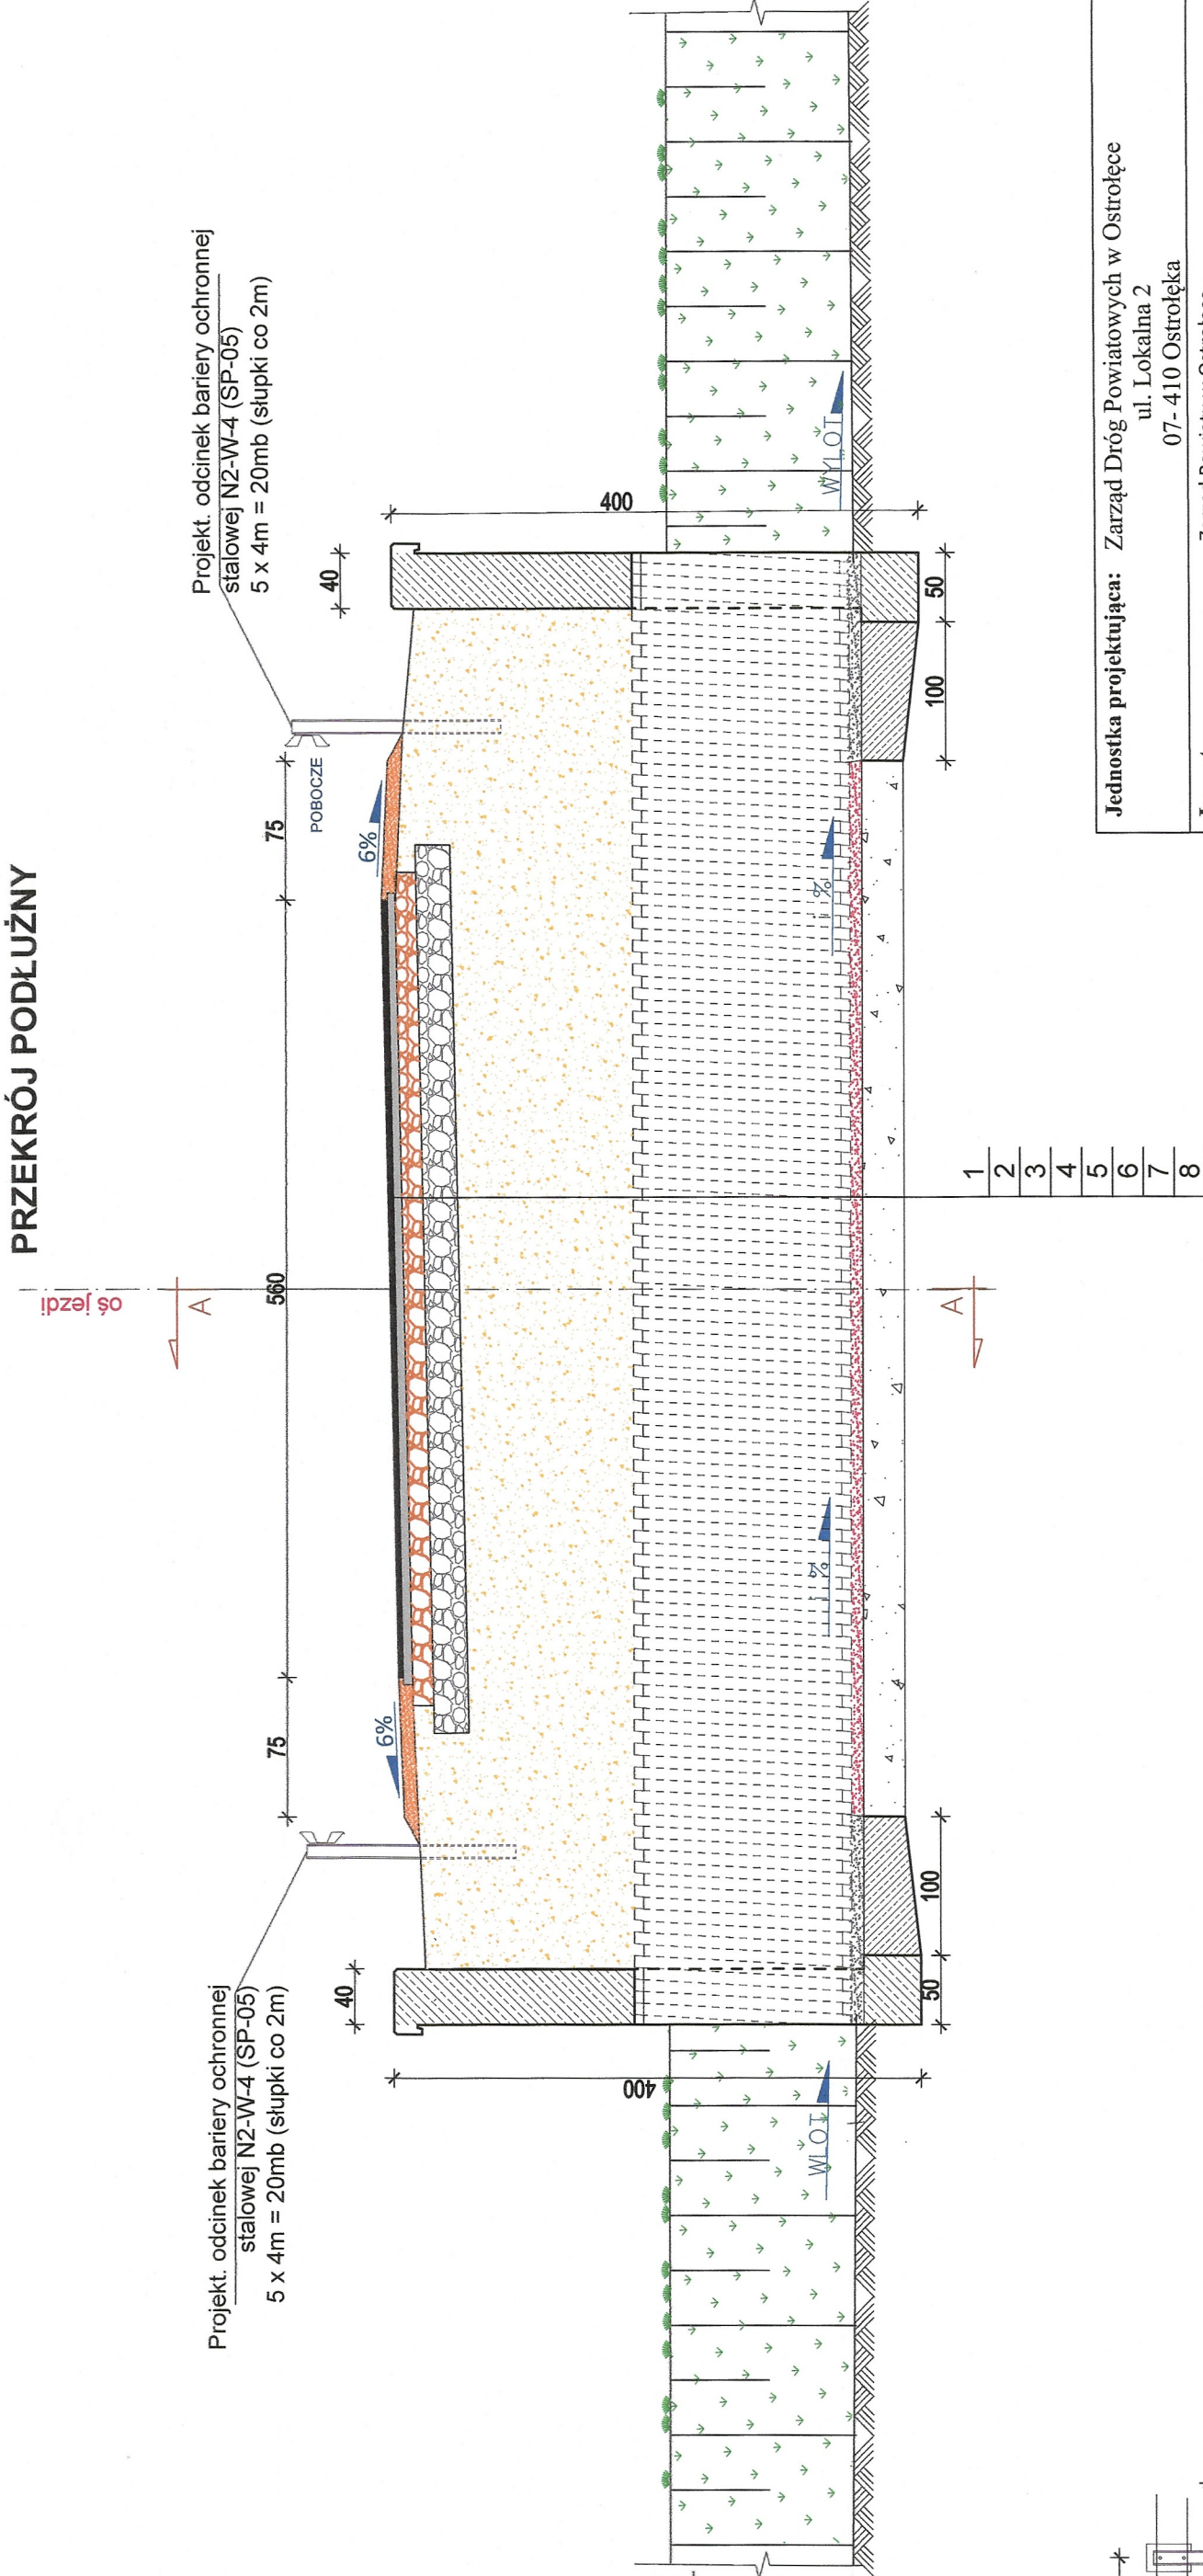 PRZEKRÓJ PODŁUŻNY
oś jezdi
Projekt. odcinek bariery ochronnej
stalowej N2-W-4 (SP-05)
5 x 4m = 20mb (słupki co 2m)
Projekt. odcinek bariery ochronnej
stalowej N2-W-4 (SP-05)
5 x 4m = 20mb (słupki co 2m)
A
75
560
75
POBOCZE
40
40
6%
6%
400
400
WLOT
i %
i %
WYLOT
50
100
100
50
A
1
2
3
4
5
6
7
8
Jednostka projektująca: Zarząd Dróg Powiatowych w Ostrołęce
ul. Lokalna 2
07- 410 Ostrołęka